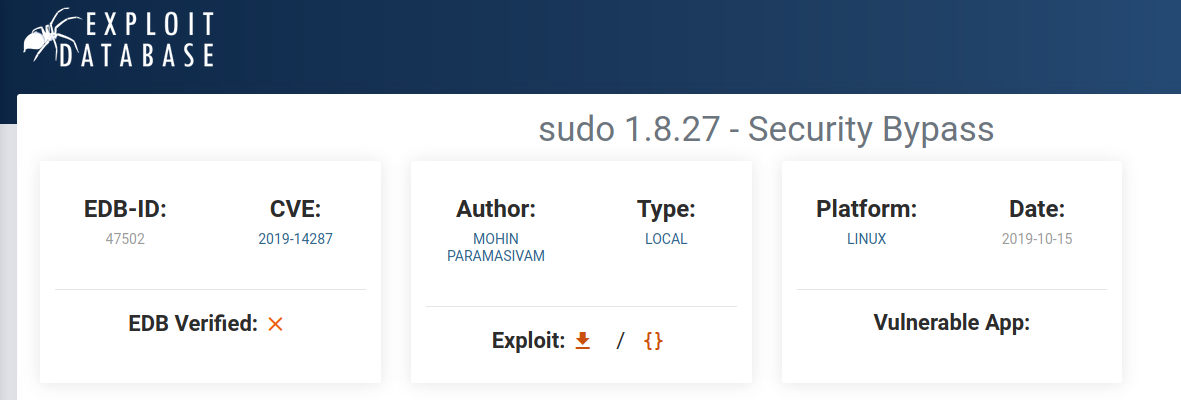 EXPLOIT
DATABASE
sudo 1.8.27 - Security Bypass
EDB-ID:
47502
CVE:
2019-14287
EDB Verified:
Author:
MOHIN
PARAMASIVAM
Type:
LOCAL
Exploit: / {}
Platform:
LINUX
Date:
2019-10-15
Vulnerable App: